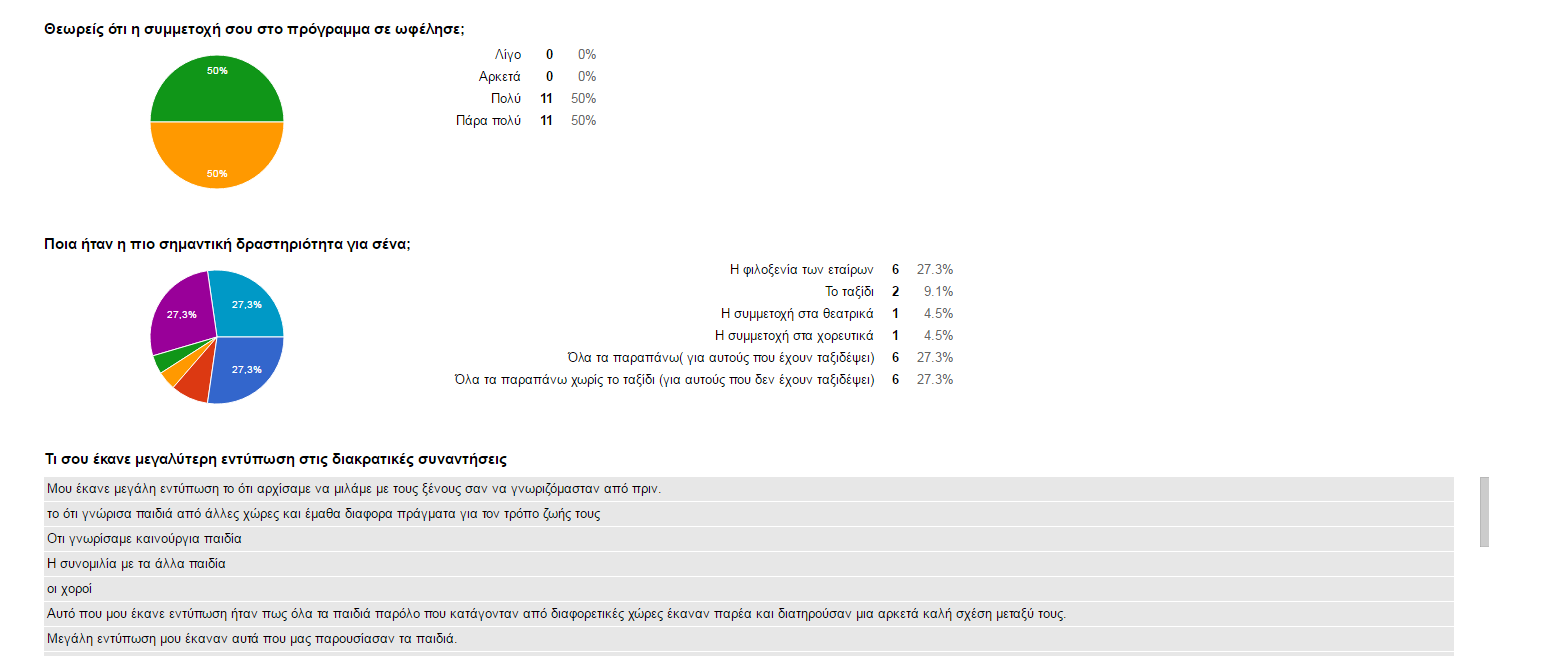 Θεωρείς ότι η συμμετοχή σου στο πρόγραμμα σε ωφέλησε;
50%
50%
Λίγο 0 0%
Αρκετά 0 0%
Πολύ 11 50%
Πάρα πολύ 11 50%
Ποια ήταν η πιο σημαντική δραστηριότητα για σένα;
27,3%
27,3%
27,3%
Η φιλοξενία των εταίρων 6 27.3%
Το ταξίδι 2 9.1%
Η συμμετοχή στα θεατρικά 1 4.5%
Η συμμετοχή στα χορευτικά 1 4.5%
Όλα τα παραπάνω( για αυτούς που έχουν ταξιδέψει) 6 27.3%
Όλα τα παραπάνω χωρίς το ταξίδι (για αυτούς που δεν έχουν ταξιδέψει) 6 27.3%
Τι σου έκανε μεγαλύτερη εντύπωση στις διακρατικές συναντήσεις
Μου έκανε μεγάλη εντύπωση το ότι αρχίσαμε να μιλάμε με τους ξένους σαν να γνωριζόμασταν από πριν.
το ότι γνώρισα παιδιά από άλλες χώρες και έμαθα διαφορα πράγματα για τον τρόπο ζωής τους
Οτι γνωρίσαμε καινούργια παιδία
Η συνομιλία με τα άλλα παιδία
οι χοροί
Αυτό που μου έκανε εντύπωση ήταν πως όλα τα παιδιά παρόλο που κατάγονταν από διαφορετικές χώρες έκαναν παρέα και διατηρούσαν μια αρκετά καλή σχέση μεταξύ τους.
Μεγάλη εντύπωση μου έκαναν αυτά που μας παρουσίασαν τα παιδιά.